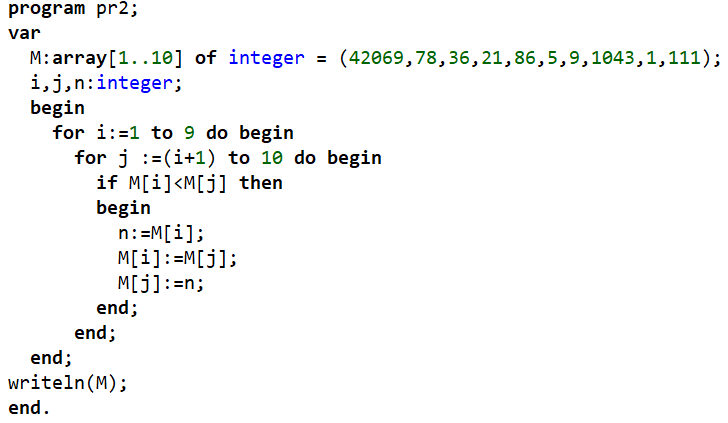 program pr2;
var
  M:array[1..10] of integer = (42069,78,36,21,86,5,9,1043,1,111);
  i,j,n:integer;
  begin
    for i:=1 to 9 do begin
      for j :=(i+1) to 10 do begin
        if M[i]<M[j] then
        begin
          n:=M[i];
          M[i]:=M[j];
          M[j]:=n;
        end;
      end;
  end;
writeln(M);
end.